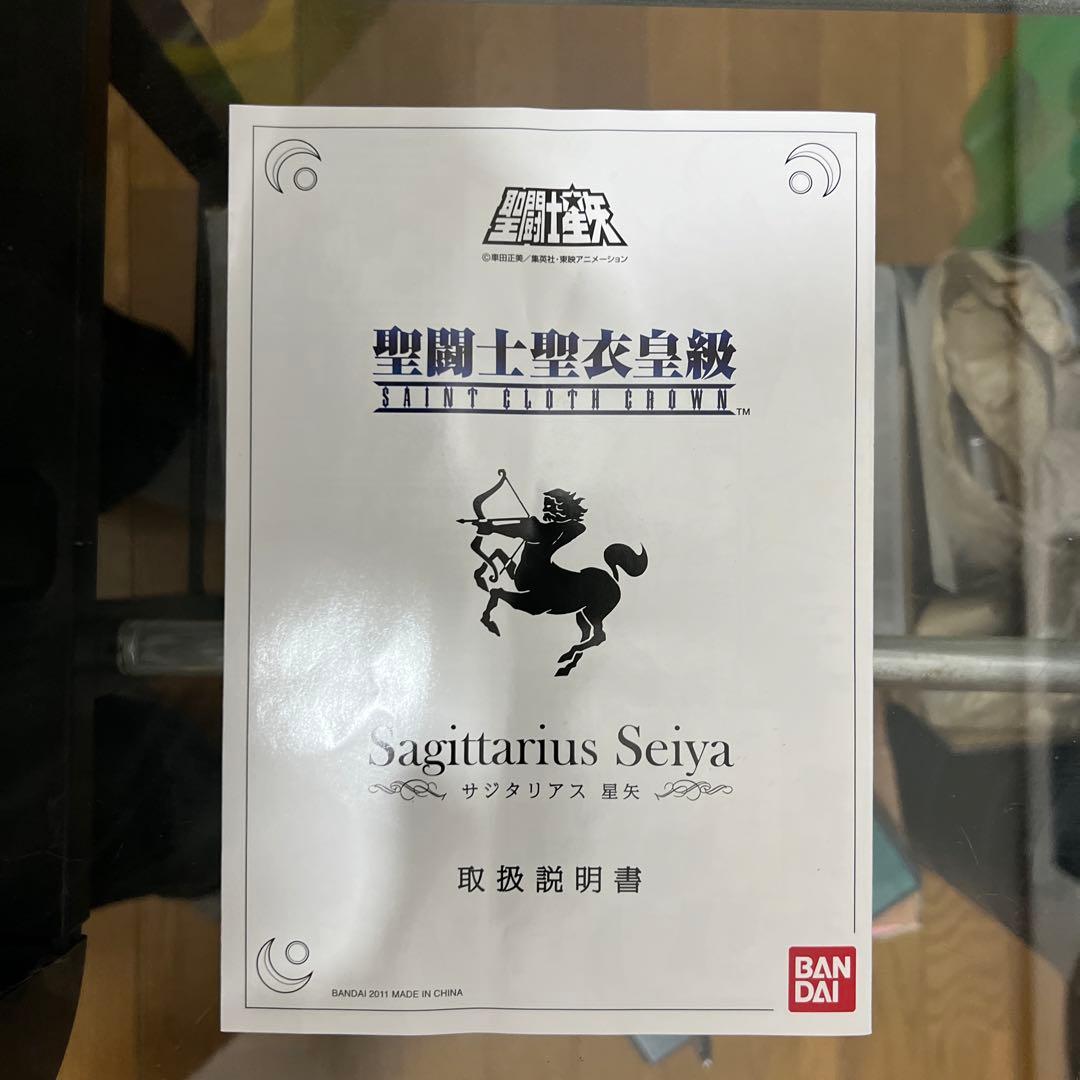 聖闘士星矢
©車田正美／集英社・東映アニメーション
聖闘士聖衣皇級
SAINT CLOTH CROWN™
Sagittarius Seiya
サジタリアス 星矢
取扱説明書
BANDAI 2011 MADE IN CHINA
BAN
DAI